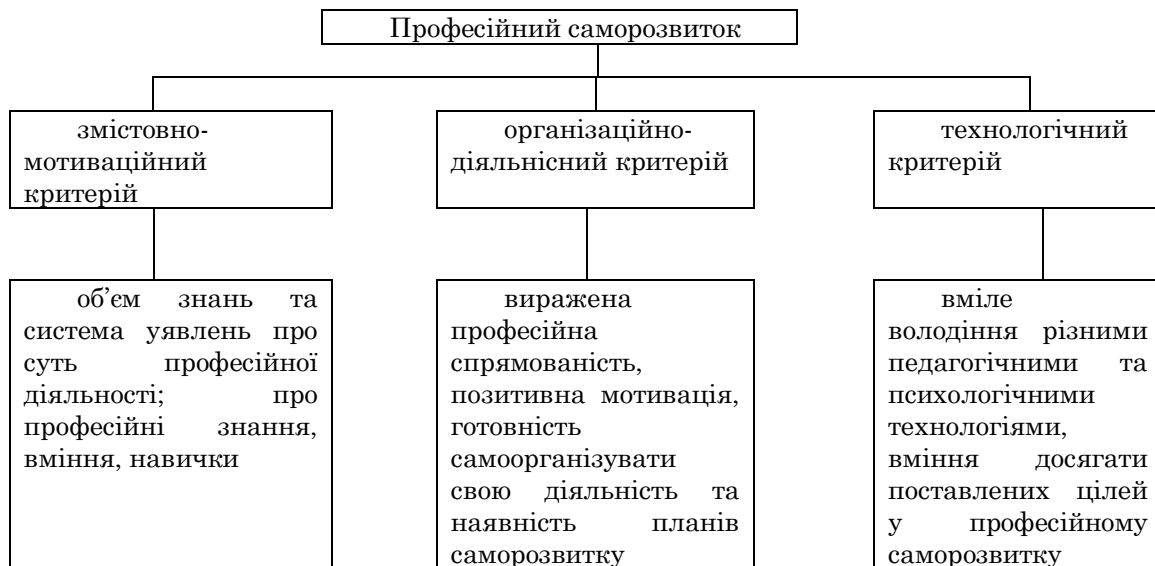 Професійний саморозвиток
змістовно-
мотиваційний
критерій
організаційно-
діяльнісний критерій
технологічний
критерій
об’єм знань та
система уявлень про
суть професійної
діяльності; про
професійні знання,
вміння, навички
виражена
професійна
спрямованість,
позитивна мотивація,
готовність
самоорганізувати
свою діяльність та
наявність планів
саморозвитку
вміле
володіння різними
педагогічними та
психологічними
технологіями,
вміння досягати
поставлених цілей
у професійному
саморозвитку